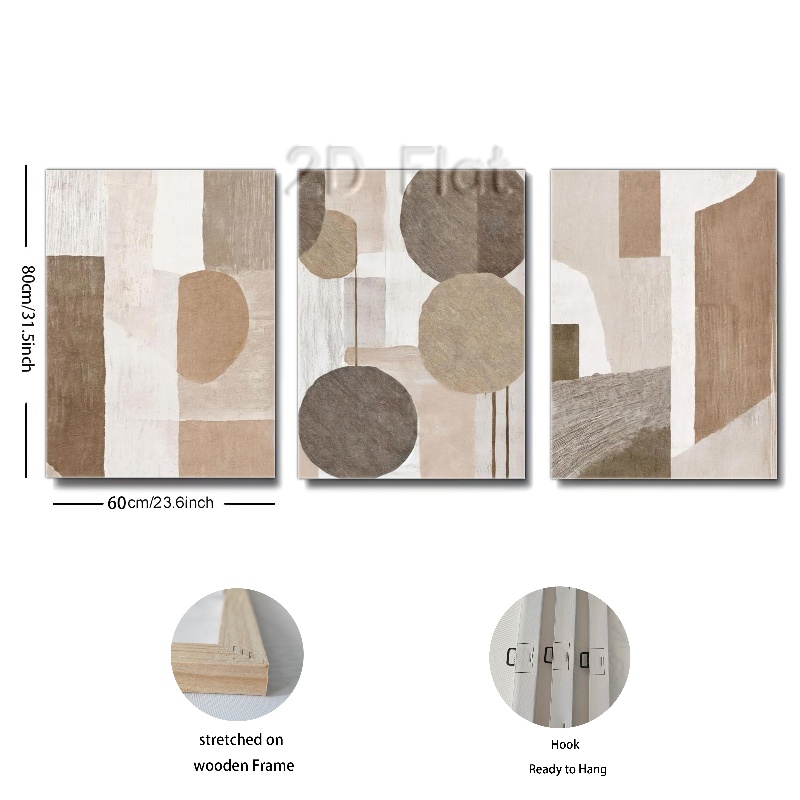 2D Flat
80cm/31.5inch
60cm/23.6inch
stretched on
wooden Frame
Hook
Ready to Hang